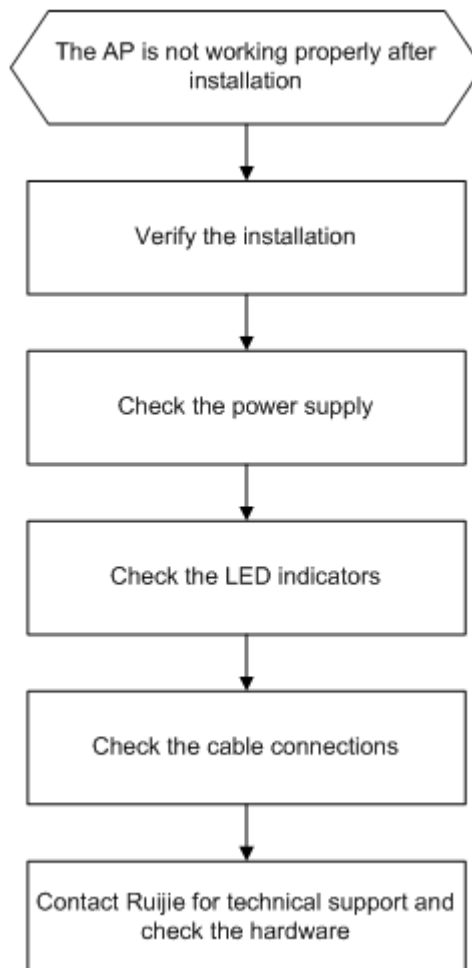 The AP is not working properly after
installation
Verify the installation
Check the power supply
Check the LED indicators
Check the cable connections
Contact Ruijie for technical support and
check the hardware